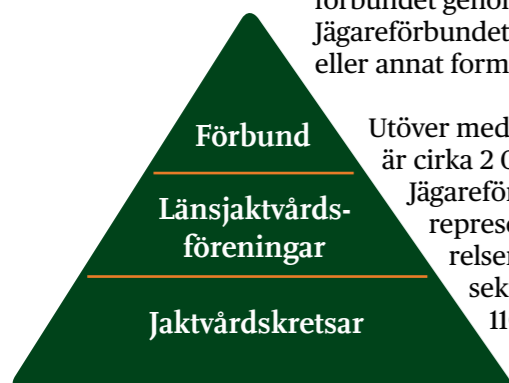 förbundet genom
Jägareförbundet
eller annat form
Utöver med
är cirka 2 0
Jägareför
represe
relser
sek
11
Förbund
Länsjaktvårds-
föreningar
Jaktvårdskretsar